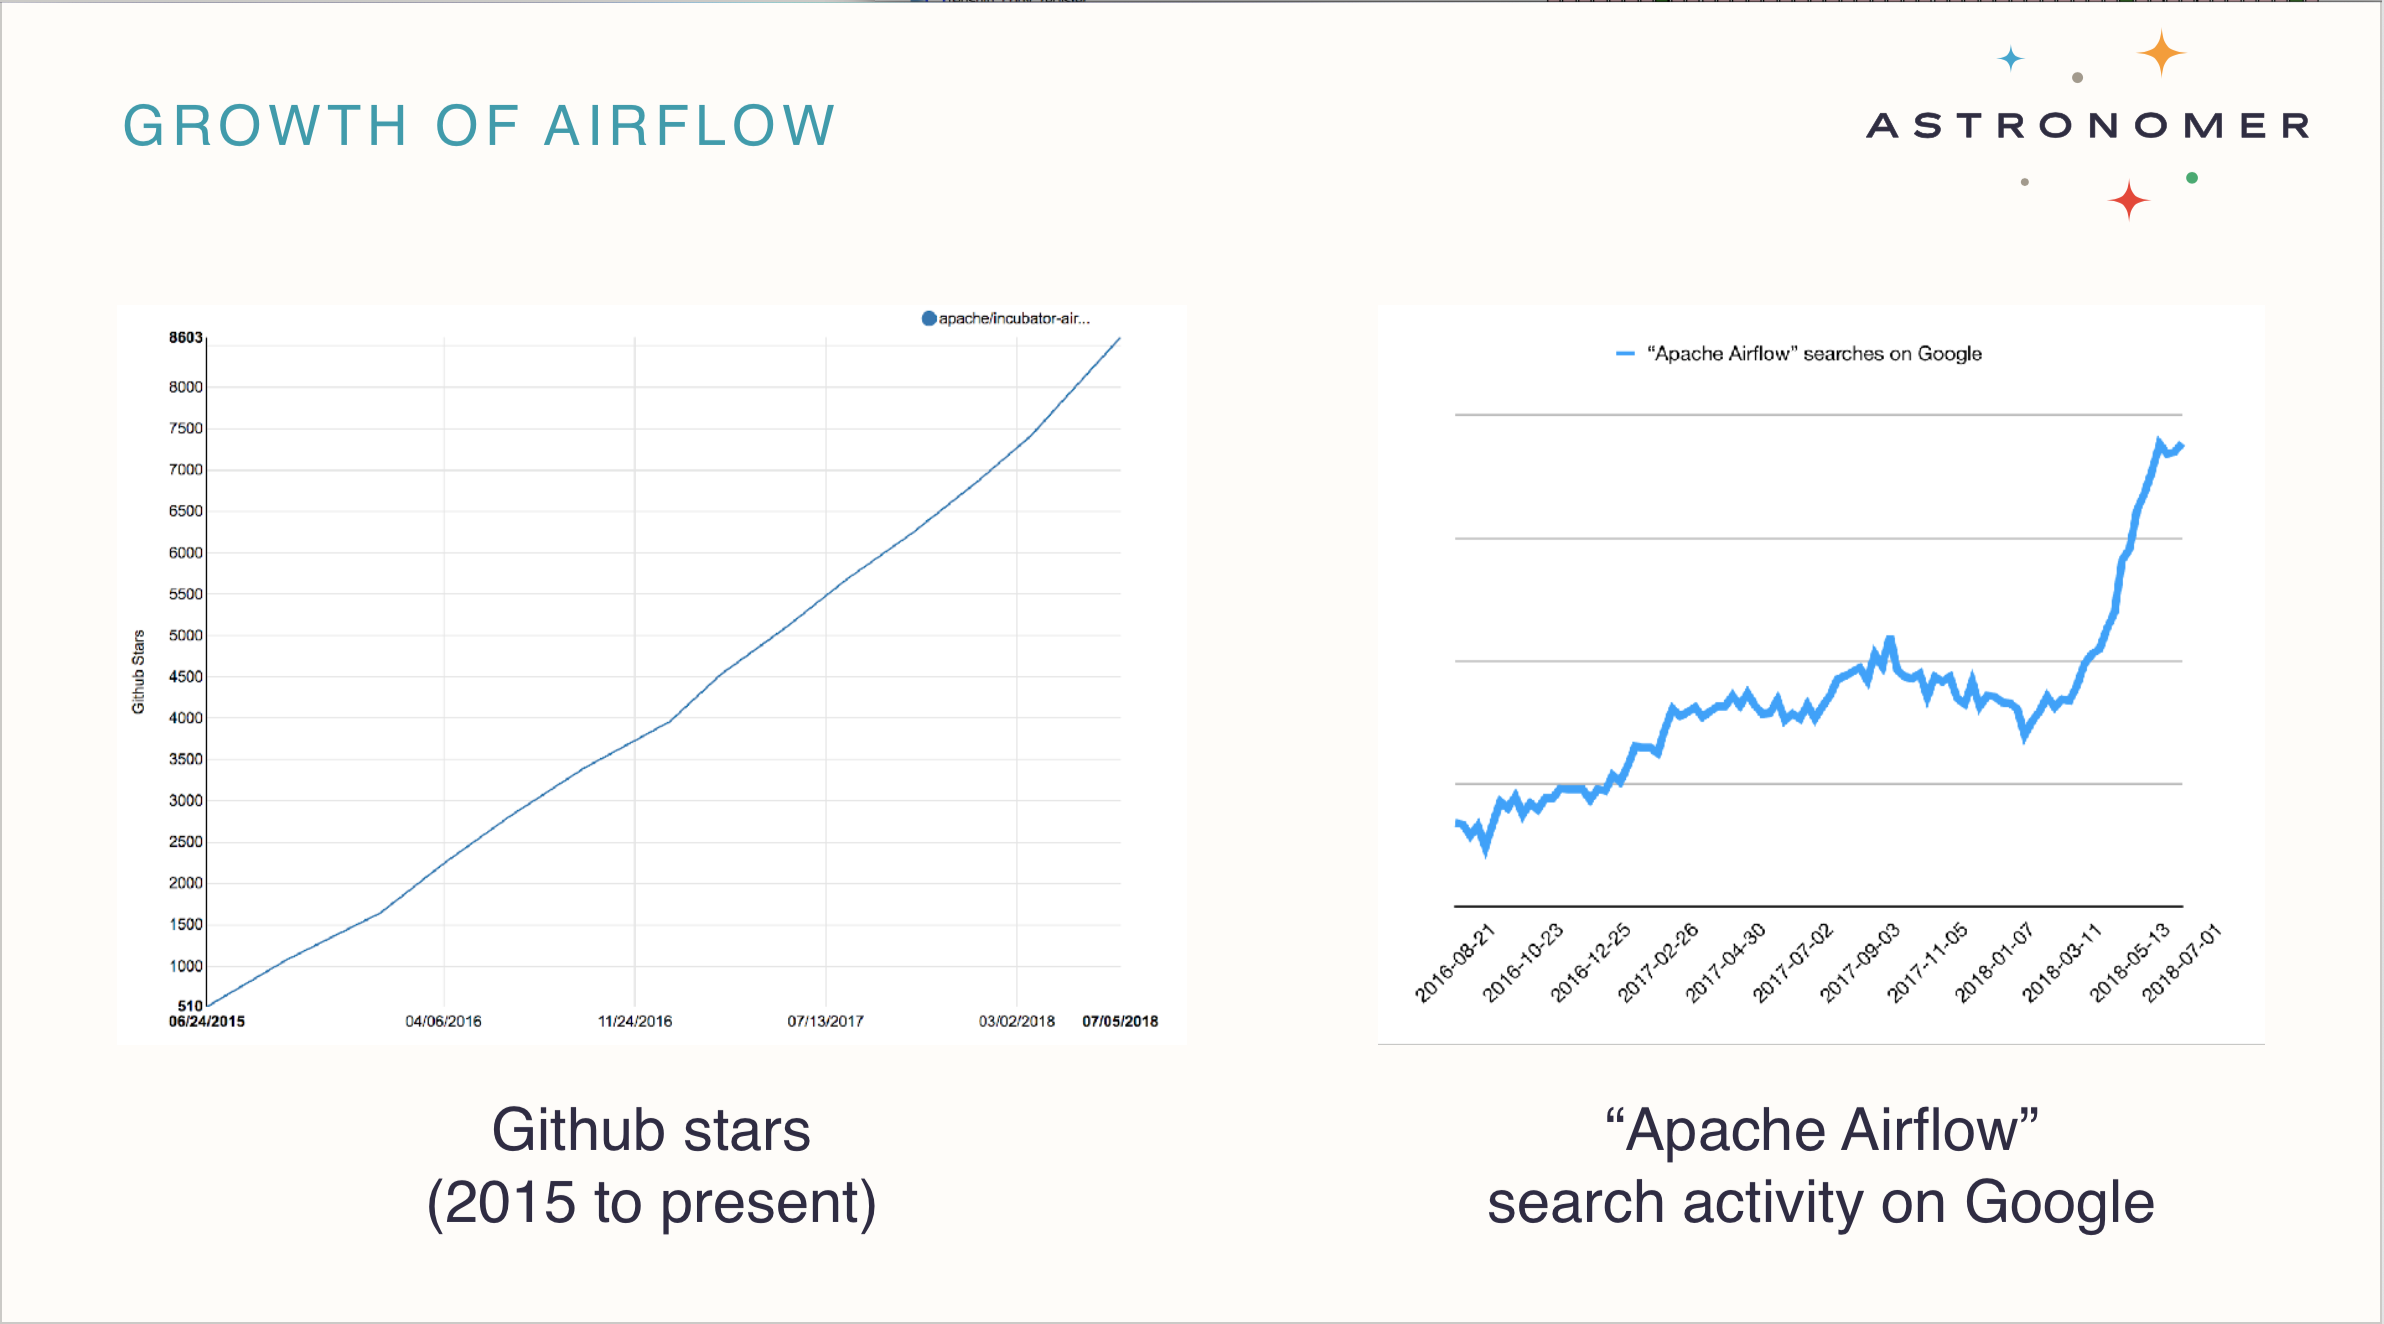 GROWTH OF AIRFLOW
ASTRONOMER
apache/incubator-air...
8603
8000
7500
7000
6500
6000
5500
5000
4500
4000
3500
3000
2500
2000
1500
1000
510
Github Stars
06/24/2015 04/06/2016 11/24/2016 07/13/2017 03/02/2018 07/05/2018
Github stars
(2015 to present)
“Apache Airflow” searches on Google
2016-08-21 2016-10-23 2016-12-25 2017-02-26 2017-04-30 2017-07-02 2017-09-03 2017-11-05 2018-01-07 2018-03-11 2018-05-13 2018-07-01
“Apache Airflow”
search activity on Google